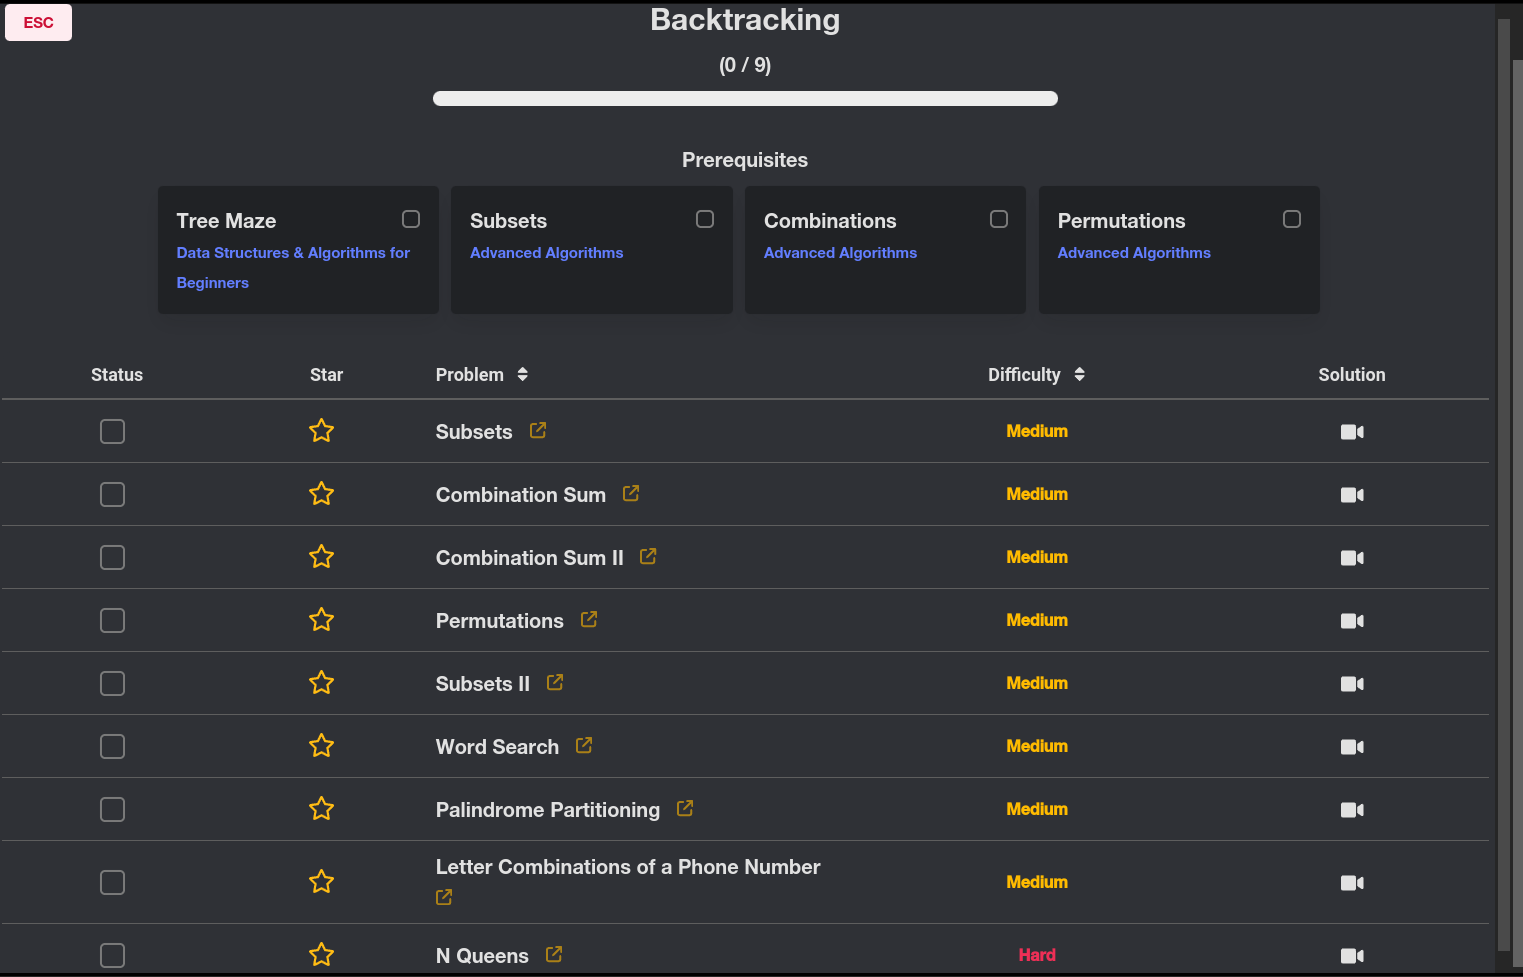 ESC
Backtracking
(0 / 9)
Prerequisites
Tree Maze
Data Structures & Algorithms for
Beginners
Subsets
Advanced Algorithms
Combinations
Advanced Algorithms
Permutations
Advanced Algorithms
Status Star Problem Difficulty Solution
Subsets Medium
Combination Sum Medium
Combination Sum II Medium
Permutations Medium
Subsets II Medium
Word Search Medium
Palindrome Partitioning Medium
Letter Combinations of a Phone Number Medium
N Queens Hard